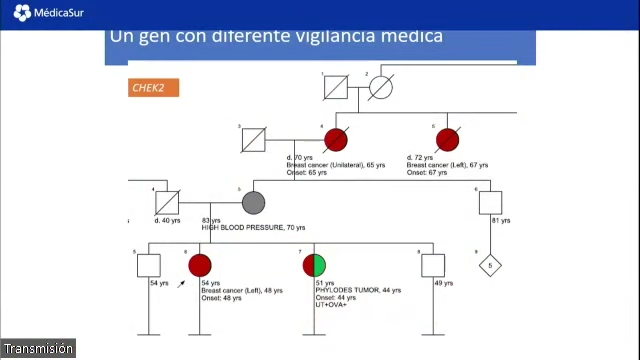 MédicaSur
Un gen con diferente vigilancia médica
CHEK2
1
2
3
4
5
d. 70 yrs
Breast cancer (Unilateral), 65 yrs
Onset: 65 yrs
d. 72 yrs
Breast cancer (Left), 67 yrs
Onset: 67 yrs
4
5
6
d. 40 yrs
83 yrs
HIGH BLOOD PRESSURE, 70 yrs
81 yrs
5
6
7
8
9
5
54 yrs
54 yrs
Breast cancer (Left), 48 yrs
Onset: 48 yrs
51 yrs
PHYLODES TUMOR, 44 yrs
Onset: 44 yrs
UT+OVA+
49 yrs
Transmisión